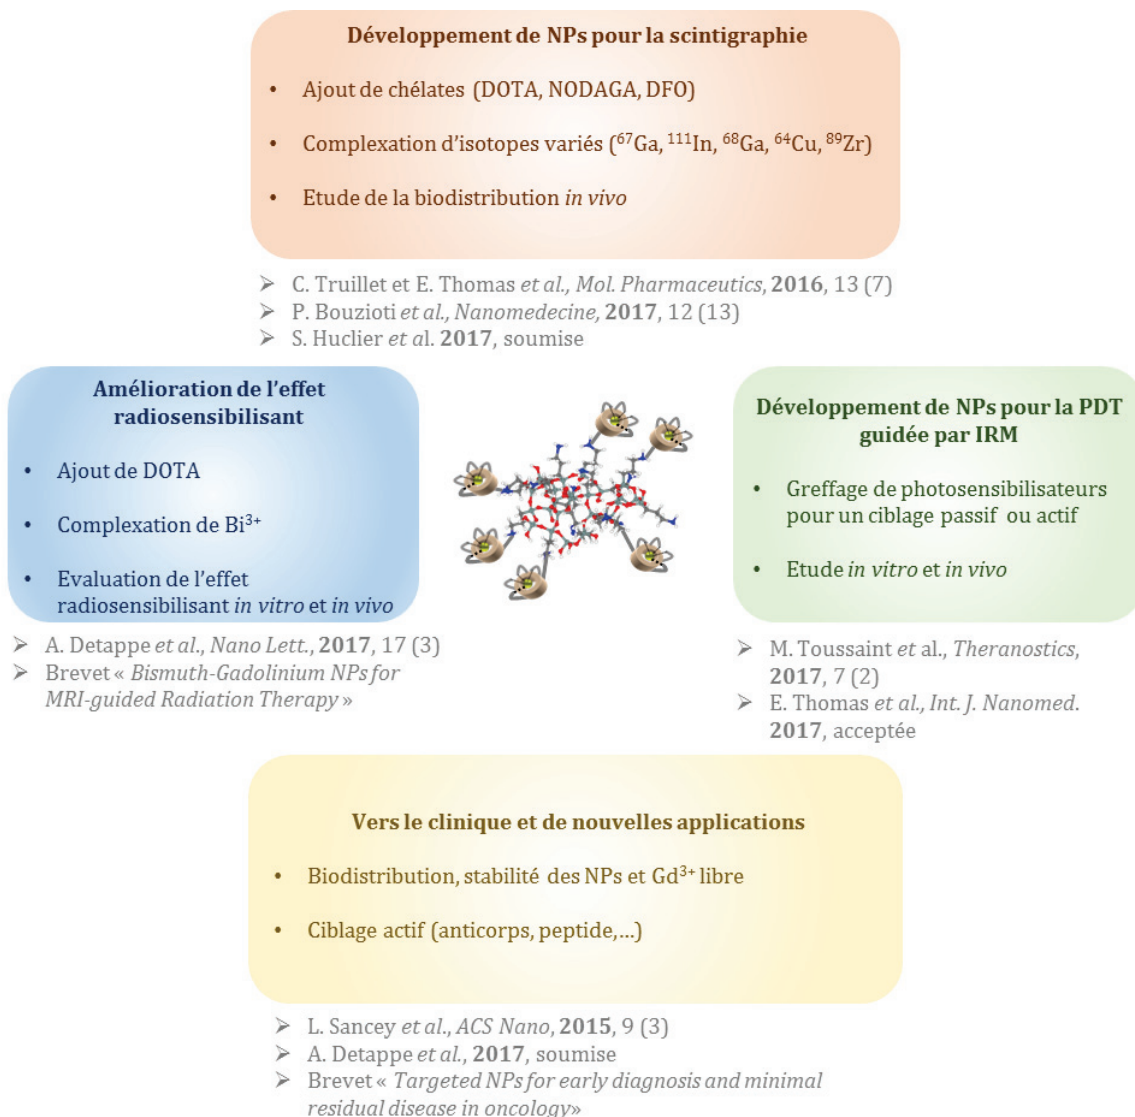 Développement de NPs pour la scintigraphie
• Ajout de chélates (DOTA, NODAGA, DFO)
• Complexation d'isotopes variés (⁶⁷Ga, ¹¹¹In, ⁶⁸Ga, ⁶⁴Cu, ⁸⁹Zr)
• Etude de la biodistribution in vivo
➢ C. Truillet et E. Thomas et al., Mol. Pharmaceutics, 2016, 13 (7)
➢ P. Bouzioti et al., Nanomedecine, 2017, 12 (13)
➢ S. Huclier et al. 2017, soumise
Amélioration de l'effet
radiosensibilisant
• Ajout de DOTA
• Complexation de Bi³⁺
• Evaluation de l'effet
radiosensibilisant in vitro et in vivo
➢ A. Detappe et al., Nano Lett., 2017, 17 (3)
➢ Brevet « Bismuth-Gadolinium NPs for
MRI-guided Radiation Therapy »
Développement de NPs pour la PDT
guidée par IRM
• Greffage de photosensibilisateurs
pour un ciblage passif ou actif
• Etude in vitro et in vivo
➢ M. Toussaint et al., Theranostics,
2017, 7 (2)
➢ E. Thomas et al., Int. J. Nanomed.
2017, acceptée
Vers le clinique et de nouvelles applications
• Biodistribution, stabilité des NPs et Gd³⁺ libre
• Ciblage actif (anticorps, peptide,...)
➢ L. Sancey et al., ACS Nano, 2015, 9 (3)
➢ A. Detappe et al., 2017, soumise
➢ Brevet « Targeted NPs for early diagnosis and minimal
residual disease in oncology»